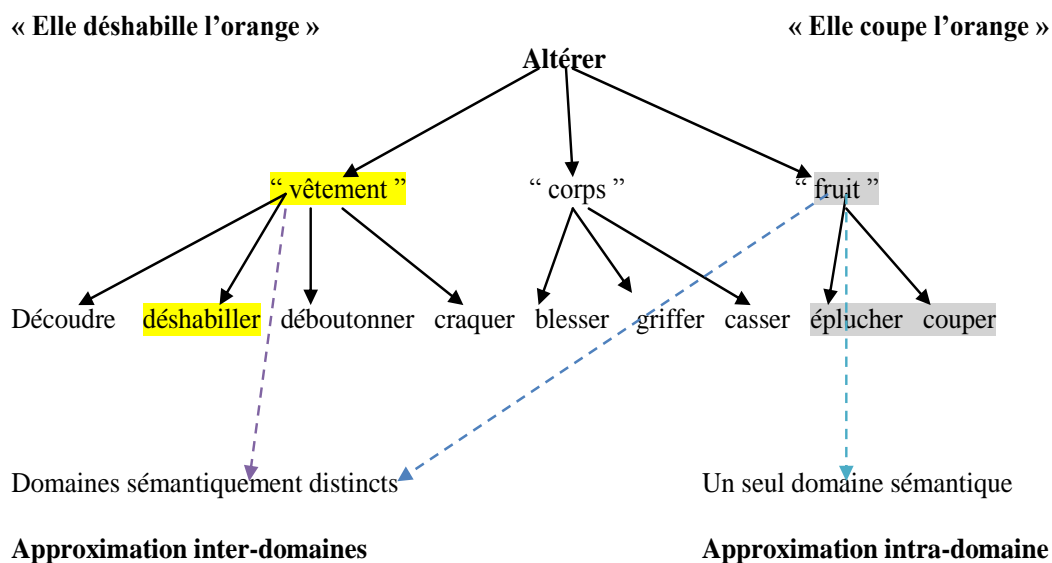 « Elle déshabille l’orange » « Elle coupe l’orange »
Altérer
“ vêtement ” “ corps ” “ fruit ”
Découdre déshabiller déboutonner craquer blesser griffer casser éplucher couper
Domaines sémantiquement distincts Un seul domaine sémantique
Approximation inter-domaines Approximation intra-domaine